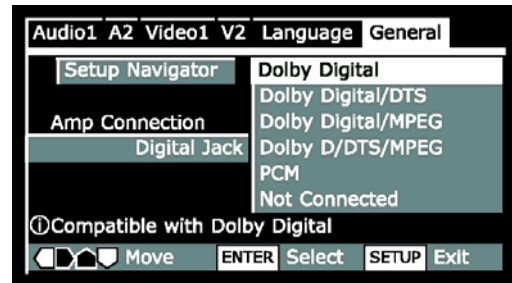 Audio1 A2 Video1 V2 Language General
Setup Navigator
Dolby Digital
Dolby Digital/DTS
Amp Connection
Dolby Digital/MPEG
Digital Jack
Dolby D/DTS/MPEG
PCM
Not Connected
ⓘCompatible with Dolby Digital
Move ENTER Select SETUP Exit